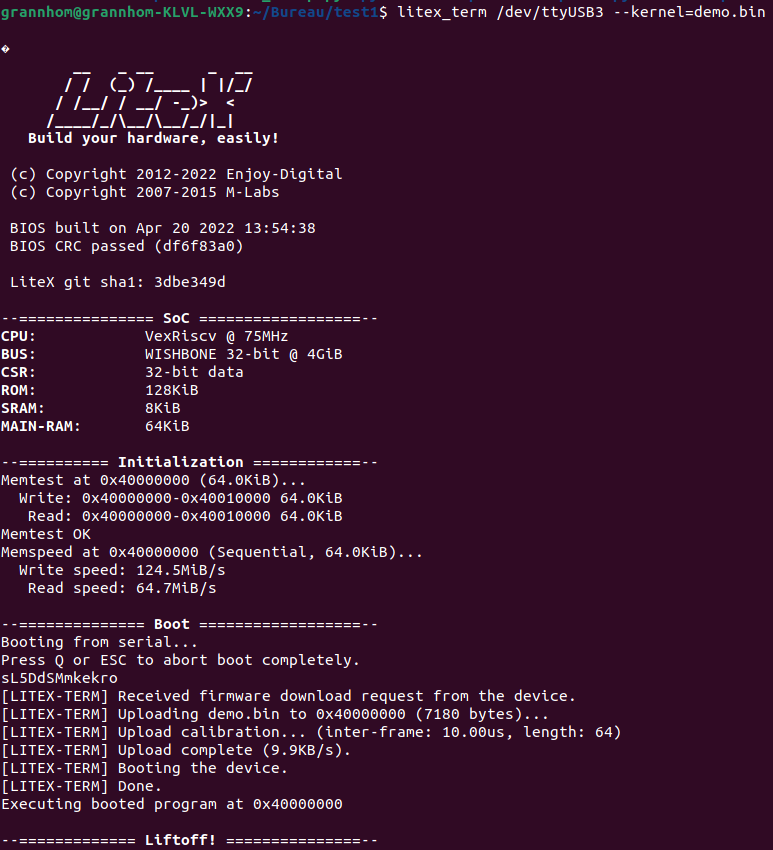 grannhom@grannhom-KLVL-WXX9:~/Bureau/test1$ litex_term /dev/ttyUSB3 --kernel=demo.bin
�
        __   _ __      _  __
       / /  (_) /____ | |/_/
      / /__/ / __/ -_)>  <
     /____/_/\__/\__/_/|_|
   Build your hardware, easily!
 (c) Copyright 2012-2022 Enjoy-Digital
 (c) Copyright 2007-2015 M-Labs
 BIOS built on Apr 20 2022 13:54:38
 BIOS CRC passed (df6f83a0)
 LiteX git sha1: 3dbe349d
--=============== SoC ==================--
CPU:            VexRiscv @ 75MHz
BUS:            WISHBONE 32-bit @ 4GiB
CSR:            32-bit data
ROM:            128KiB
SRAM:           8KiB
MAIN-RAM:       64KiB
--========== Initialization ============--
Memtest at 0x40000000 (64.0KiB)...
  Write: 0x40000000-0x40010000 64.0KiB
   Read: 0x40000000-0x40010000 64.0KiB
Memtest OK
Memspeed at 0x40000000 (Sequential, 64.0KiB)...
  Write speed: 124.5MiB/s
   Read speed: 64.7MiB/s
--============== Boot ==================--
Booting from serial...
Press Q or ESC to abort boot completely.
sL5DdSMmkekro
[LITEX-TERM] Received firmware download request from the device.
[LITEX-TERM] Uploading demo.bin to 0x40000000 (7180 bytes)...
[LITEX-TERM] Upload calibration... (inter-frame: 10.00us, length: 64)
[LITEX-TERM] Upload complete (9.9KB/s).
[LITEX-TERM] Booting the device.
[LITEX-TERM] Done.
Executing booted program at 0x40000000
--============= Liftoff! ===============--